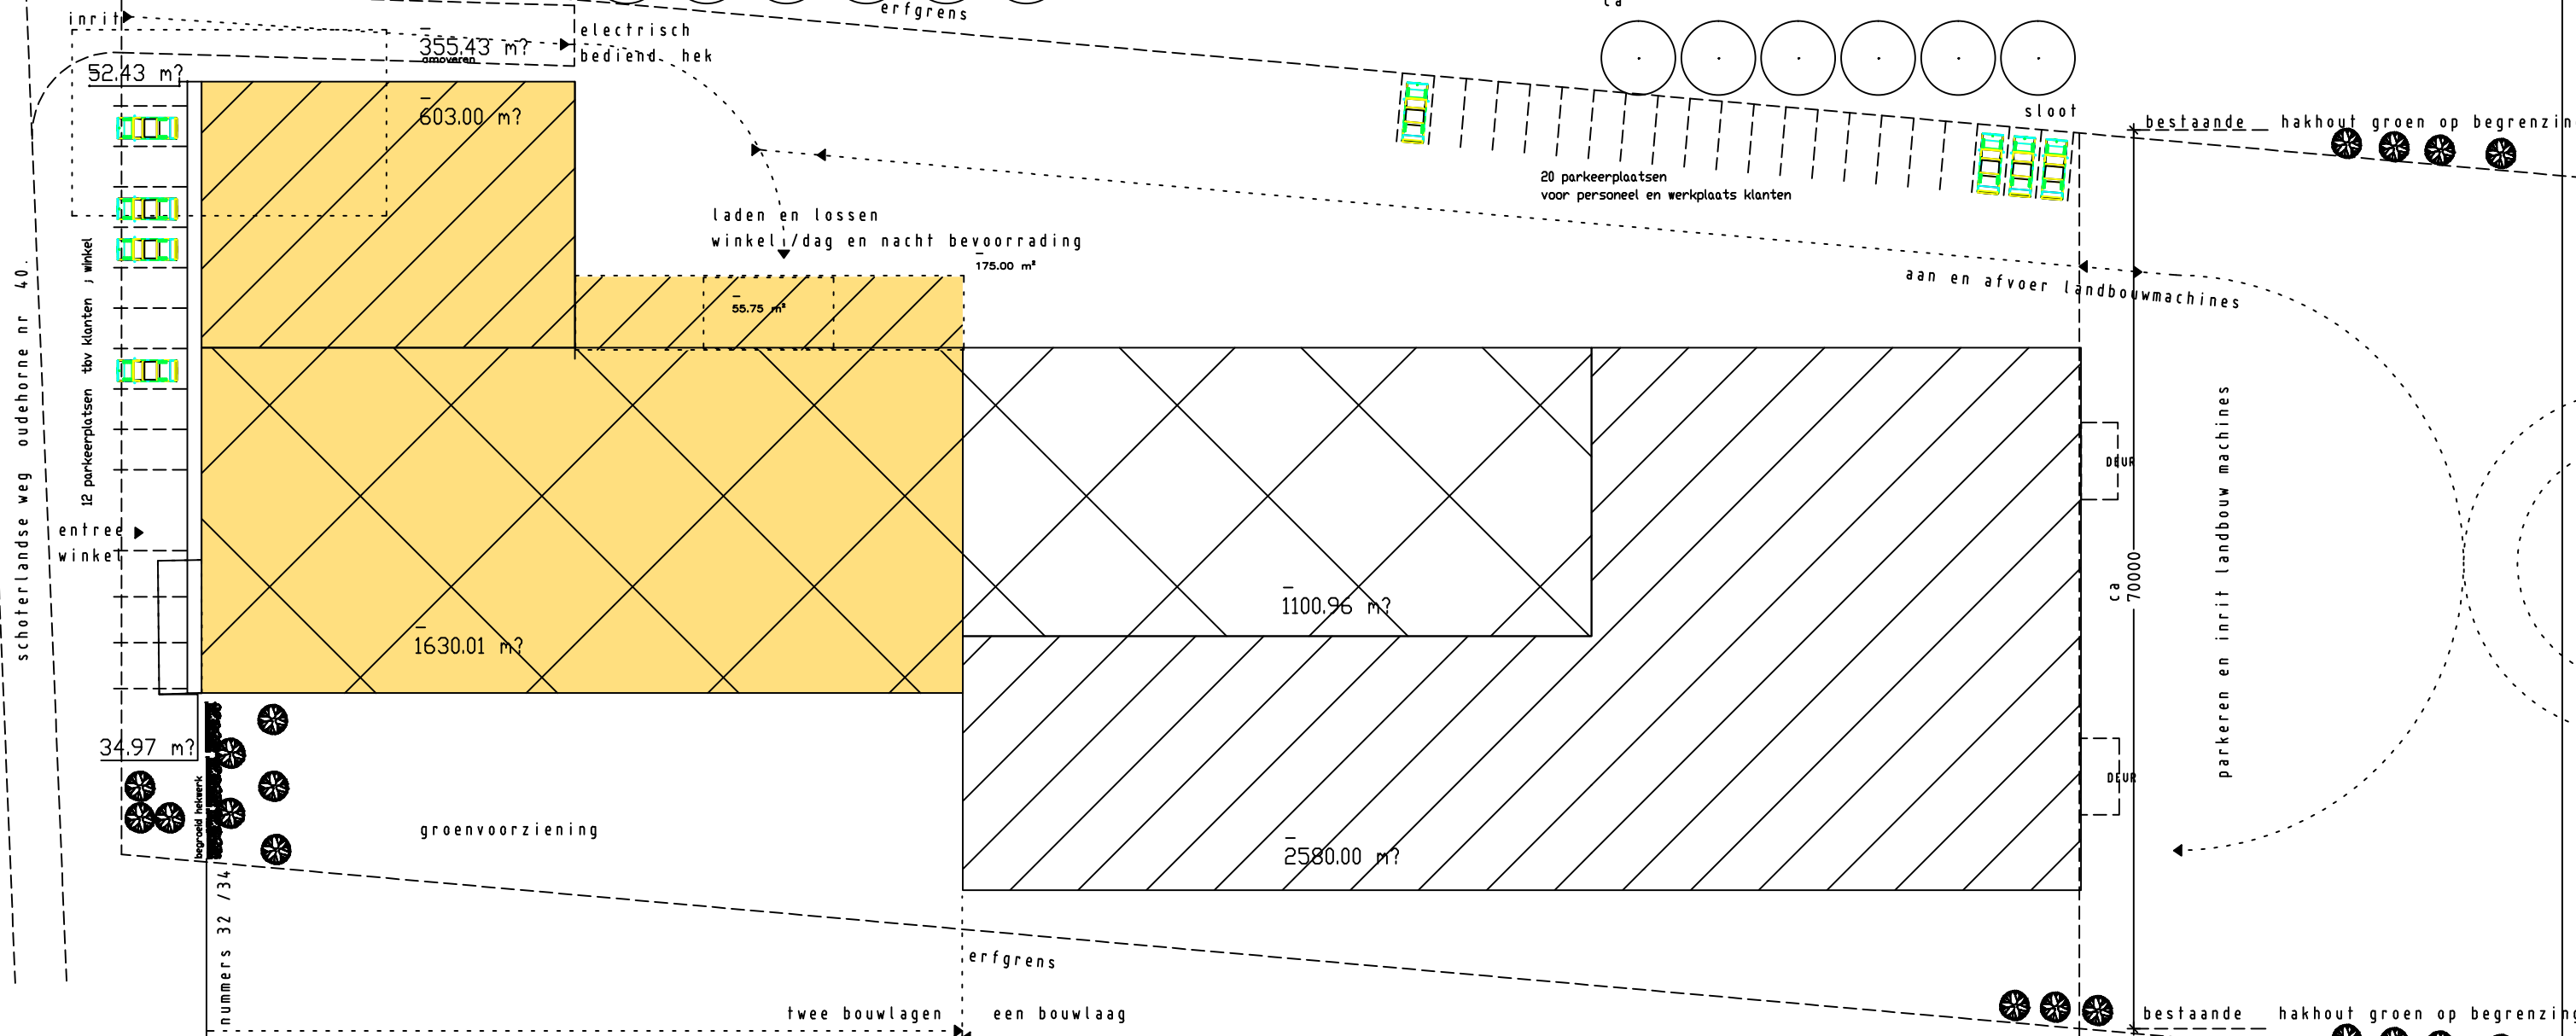 inrit
erfgrens
ca
electrisch
bediend. hek
355.43 m?
amoveren
52.43 m?
603.00 m?
sloot
bestaande hakhout groen op begrenzin
20 parkeerplaatsen
voor personeel en werkplaats klanten
laden en lossen
winkel /dag en nacht bevoorrading
175.00 m²
55.75 m²
aan en afvoer landbouwmachines
schoterlandse weg oudehorne nr 40.
12 parkeerplaatsen tbv klanten ; winkel
entree
winkel
DEUR
ca
70000
parkeren en inrit landbouw machines
1100.96 m?
1630.01 m?
34.97 m?
DEUR
begroeid hekwerk
groenvoorziening
2580.00 m?
nummers 32 /34
erfgrens
twee bouwlagen
een bouwlaag
bestaande hakhout groen op begrenzing